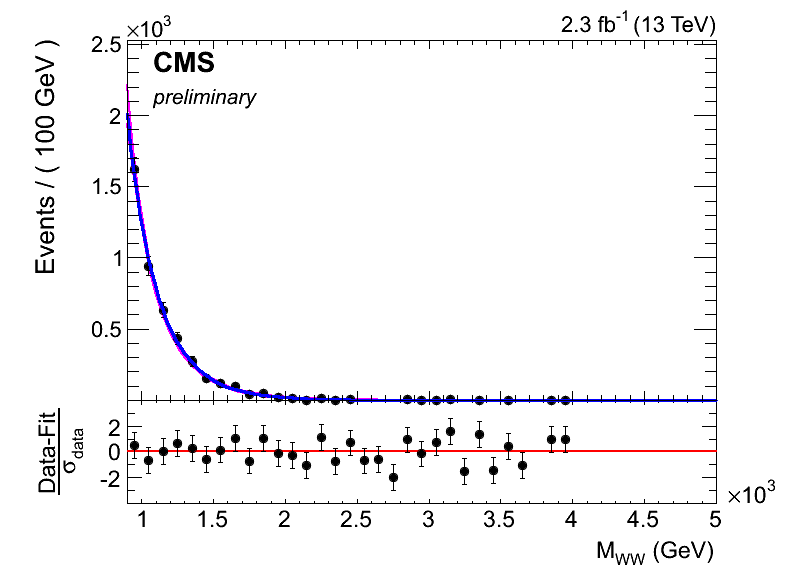 ×10³
2.3 fb⁻¹ (13 TeV)
CMS
preliminary
Events / ( 100 GeV )
2.5
2
1.5
1
0.5
Data-Fit
σdata
2
0
-2
1 1.5 2 2.5 3 3.5 4 4.5 5
×10³
M_WW (GeV)